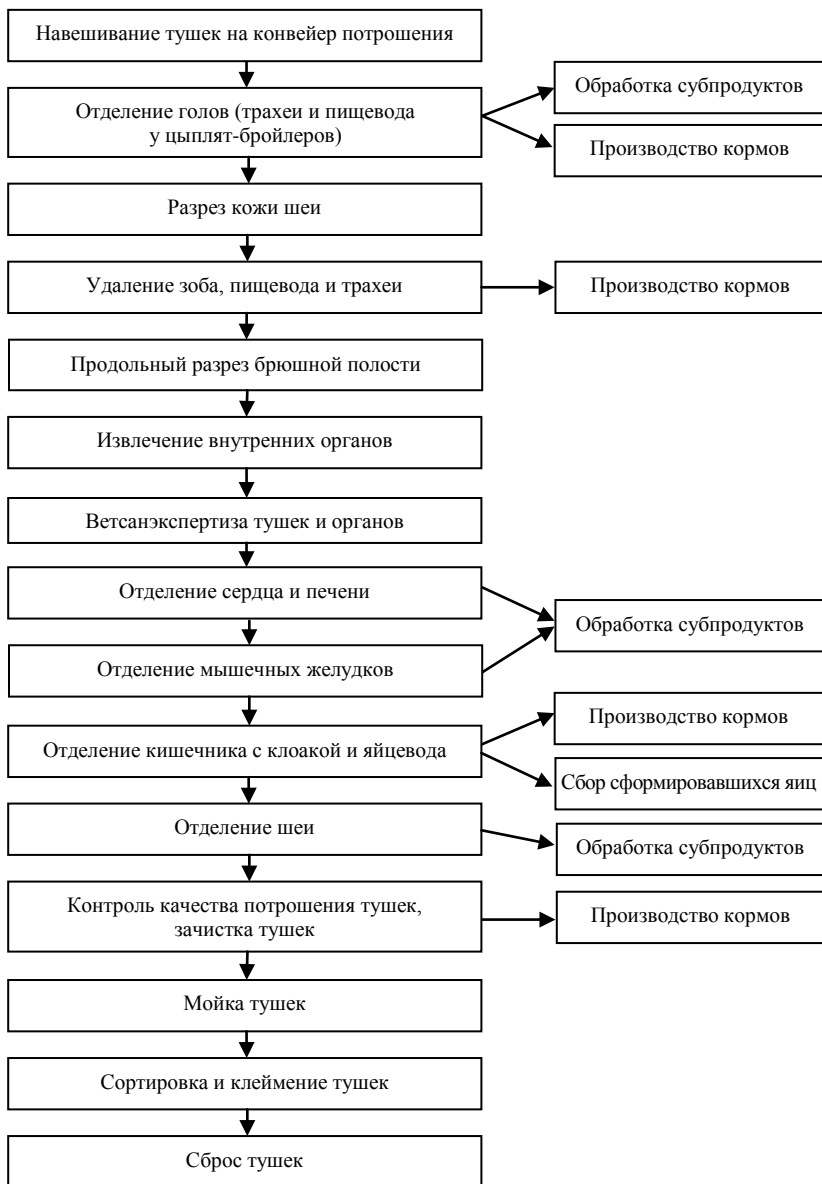 Навешивание тушек на конвейер потрошения
Отделение голов (трахеи и пищевода
у цыплят-бройлеров)
Обработка субпродуктов
Производство кормов
Разрез кожи шеи
Удаление зоба, пищевода и трахеи
Производство кормов
Продольный разрез брюшной полости
Извлечение внутренних органов
Ветсанэкспертиза тушек и органов
Отделение сердца и печени
Обработка субпродуктов
Отделение мышечных желудков
Отделение кишечника с клоакой и яйцевода
Производство кормов
Сбор сформировавшихся яиц
Отделение шеи
Обработка субпродуктов
Контроль качества потрошения тушек,
зачистка тушек
Производство кормов
Мойка тушек
Сортировка и клеймение тушек
Сброс тушек